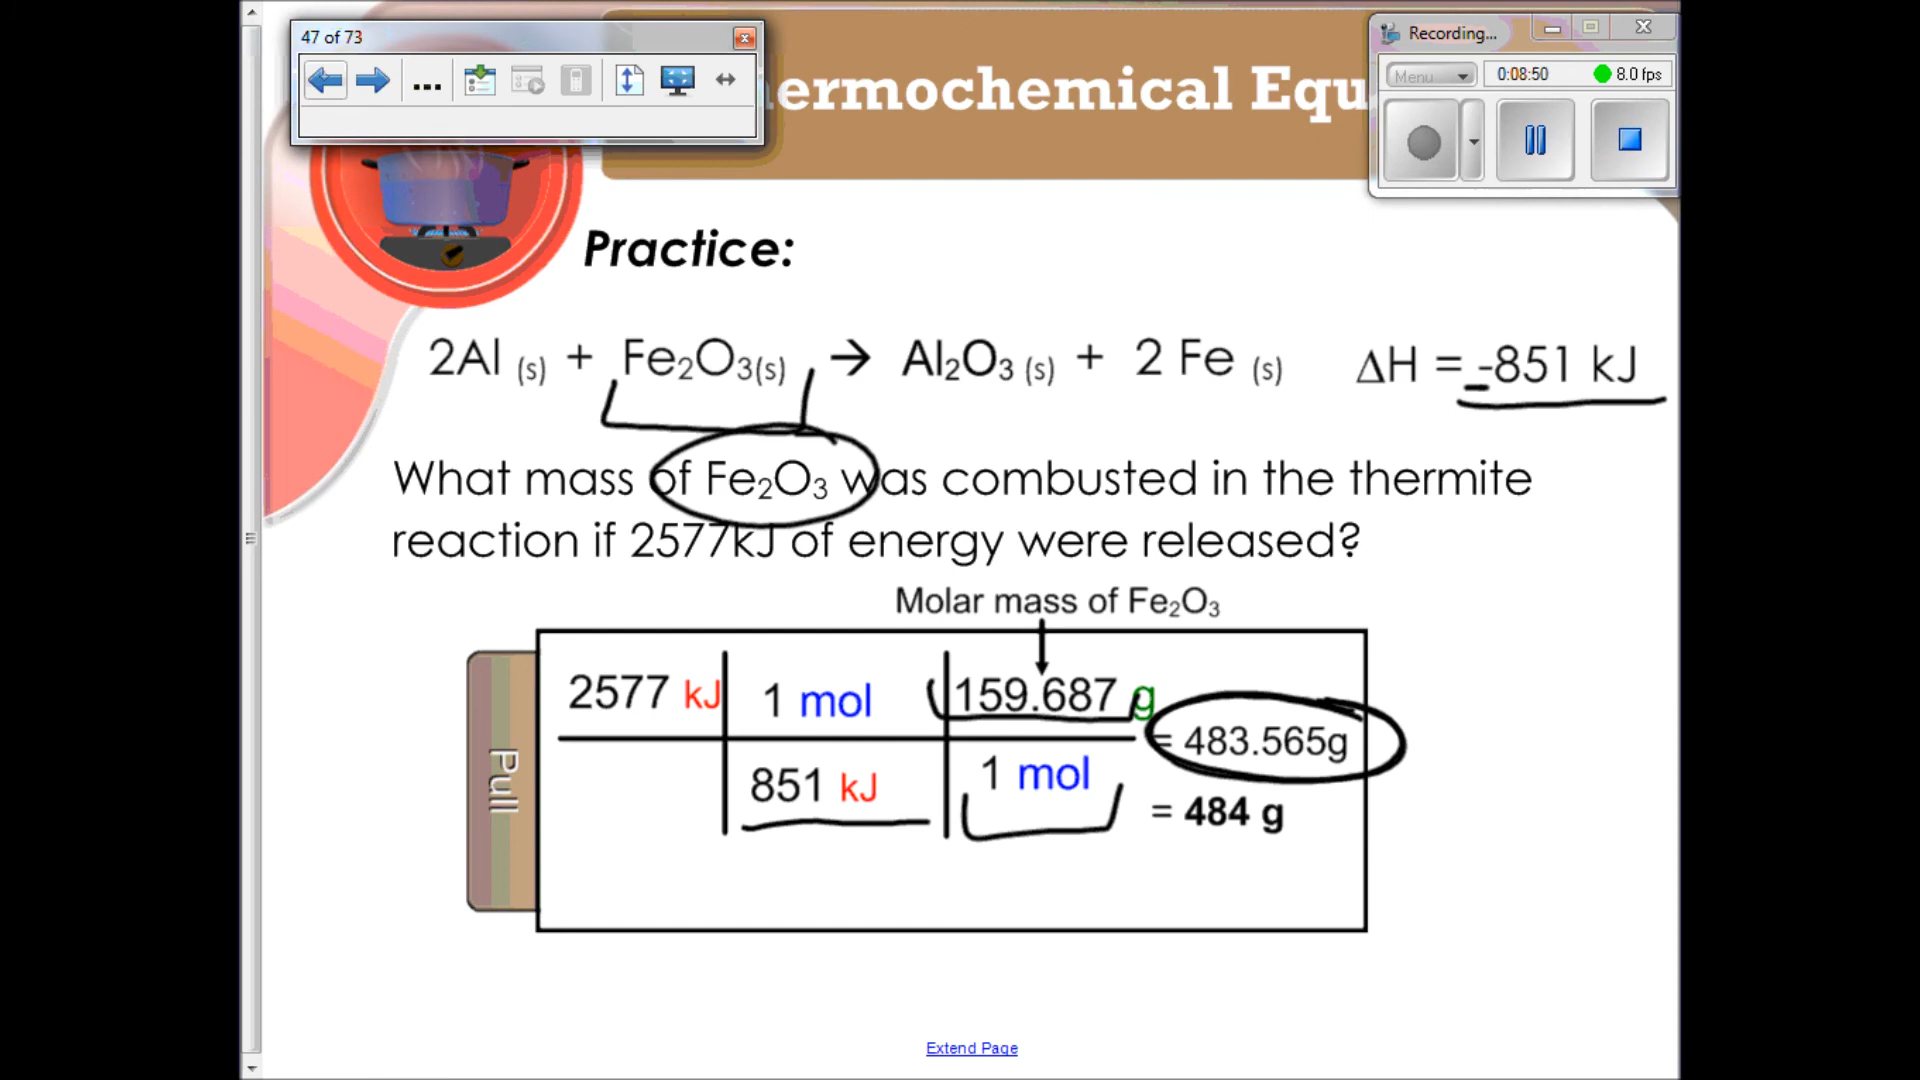 47 of 73
Recording...
Menu
0:08:50
8.0 fps
ermochemical Equ
Practice:
2Al (s) + Fe₂O₃(s) → Al₂O₃ (s) + 2 Fe (s) ΔH = -851 kJ
What mass of Fe₂O₃ was combusted in the thermite
reaction if 2577kJ of energy were released?
Molar mass of Fe₂O₃
2577 kJ 1 mol 159.687 g
= 483.565g
851 kJ 1 mol
= 484 g
Pull
Extend Page